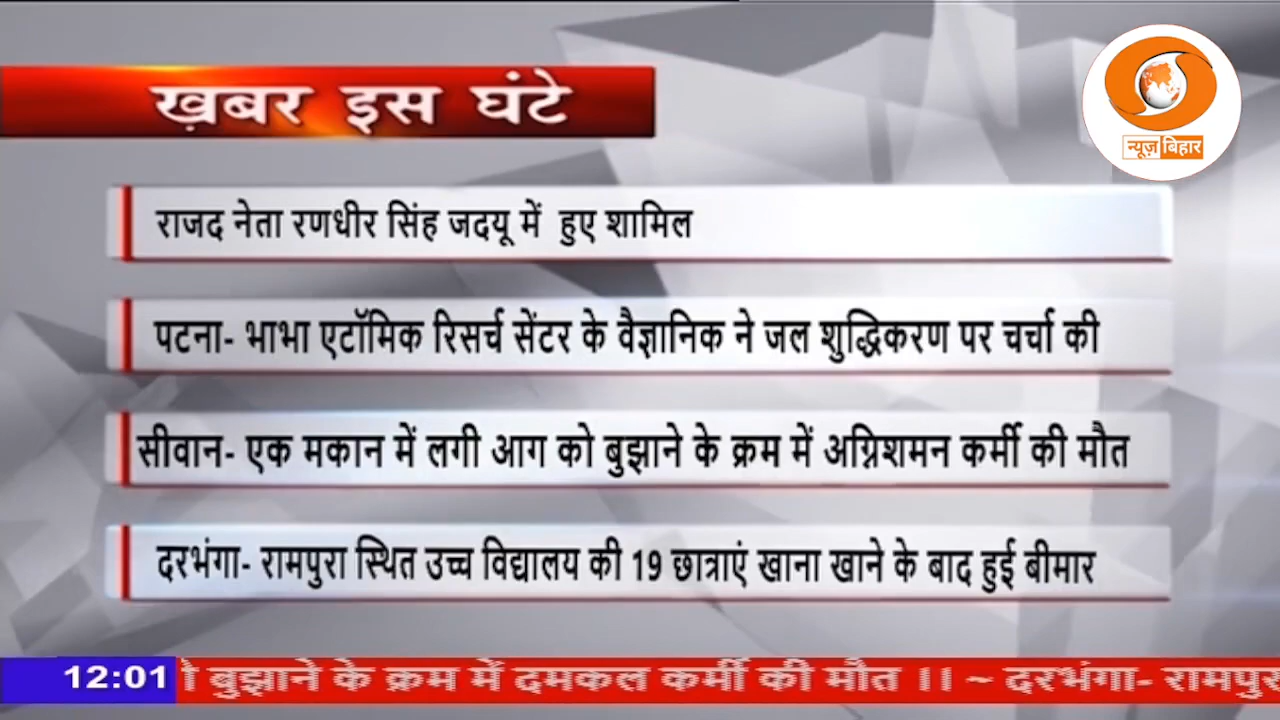 ख़बर इस घंटे
न्यूज़ बिहार
राजद नेता रणधीर सिंह जदयू में हुए शामिल
पटना- भाभा एटॉमिक रिसर्च सेंटर के वैज्ञानिक ने जल शुद्धिकरण पर चर्चा की
सीवान- एक मकान में लगी आग को बुझाने के क्रम में अग्निशमन कर्मी की मौत
दरभंगा- रामपुरा स्थित उच्च विद्यालय की 19 छात्राएं खाना खाने के बाद हुई बीमार
12:01 बुझाने के क्रम में दमकल कर्मी की मौत ।। ~ दरभंगा- रामपुर